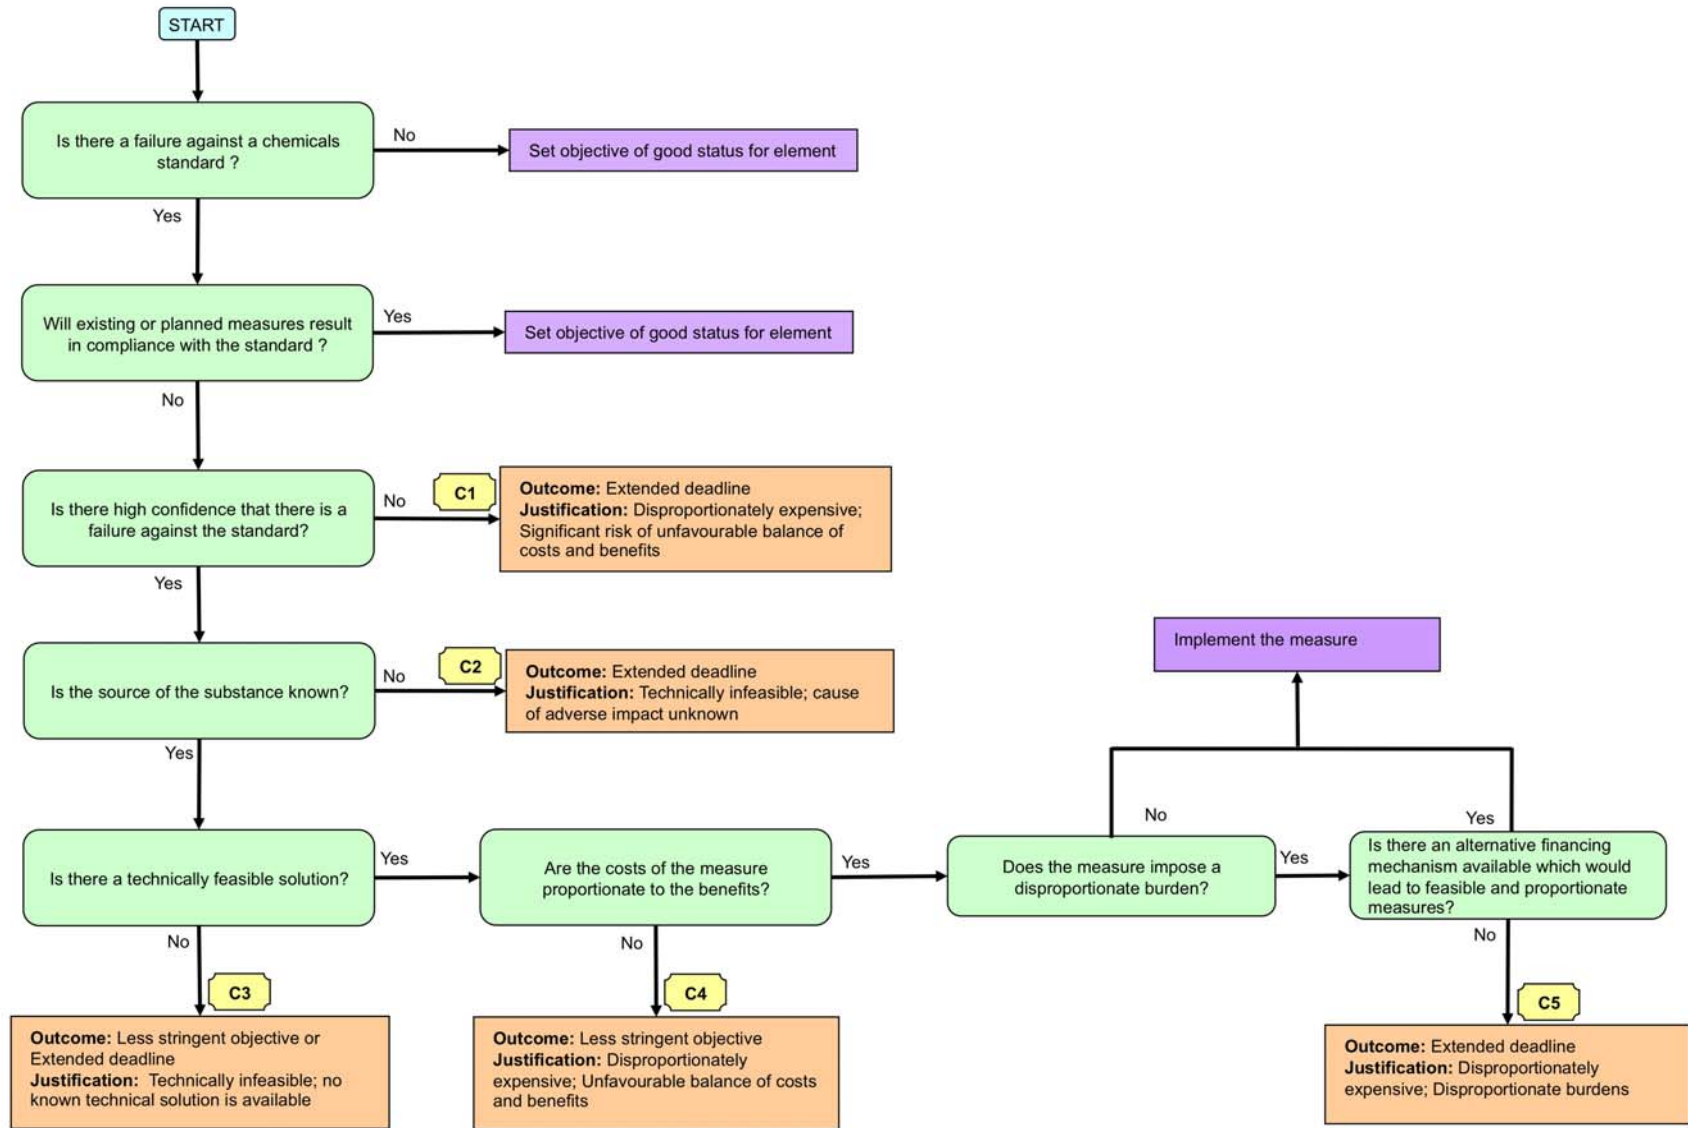 START
Is there a failure against a chemicals
standard ?
No
Set objective of good status for element
Yes
Will existing or planned measures result
in compliance with the standard ?
Yes
Set objective of good status for element
No
Is there high confidence that there is a
failure against the standard?
No
C1
Outcome: Extended deadline
Justification: Disproportionately expensive;
Significant risk of unfavourable balance of
costs and benefits
Yes
Is the source of the substance known?
No
C2
Outcome: Extended deadline
Justification: Technically infeasible; cause
of adverse impact unknown
Implement the measure
Yes
Is there a technically feasible solution?
Yes
Are the costs of the measure
proportionate to the benefits?
Yes
Does the measure impose a
disproportionate burden?
No
Yes
Is there an alternative financing
mechanism available which would
lead to feasible and proportionate
measures?
Yes
No
C3
Outcome: Less stringent objective or
Extended deadline
Justification: Technically infeasible; no
known technical solution is available
No
C4
Outcome: Less stringent objective
Justification: Disproportionately
expensive; Unfavourable balance of costs
and benefits
No
C5
Outcome: Extended deadline
Justification: Disproportionately
expensive; Disproportionate burdens